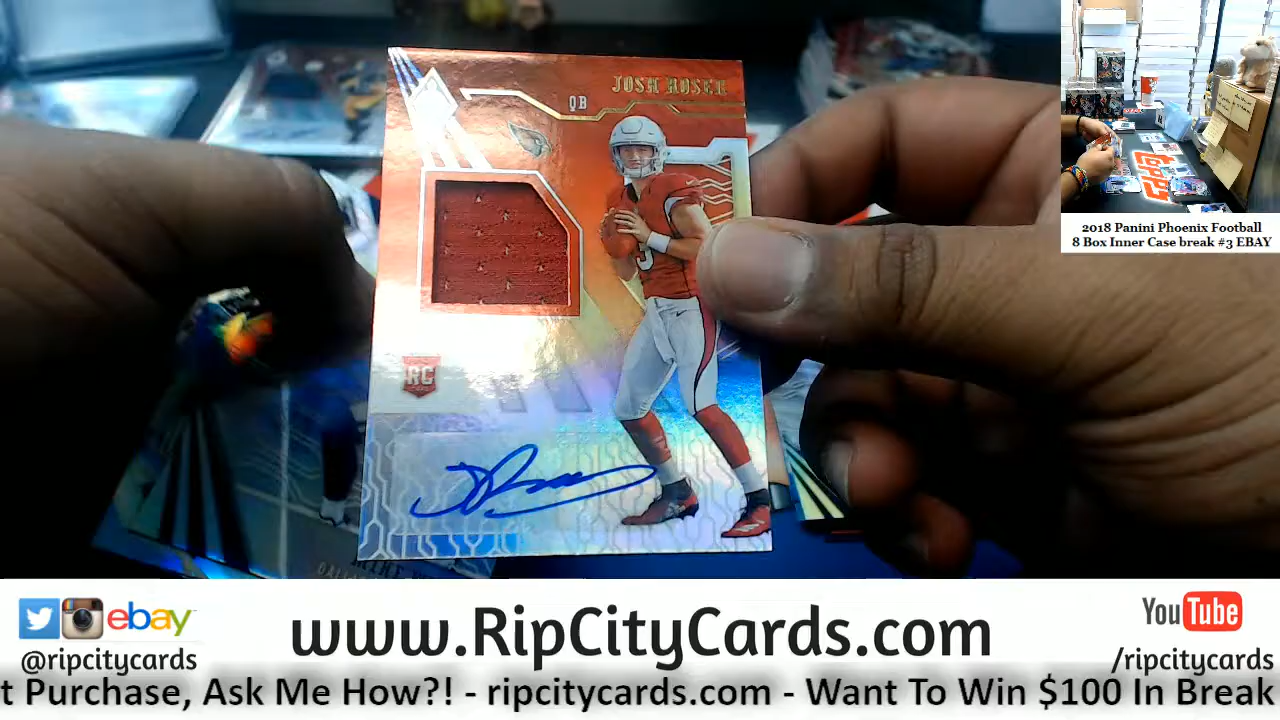 JOSH ROSEN
QB
RC
2018 Panini Phoenix Football
8 Box Inner Case break #3 EBAY
ebay
www.RipCityCards.com
YouTube
@ripcitycards
/ripcitycards
t Purchase, Ask Me How?! - ripcitycards.com - Want To Win $100 In Break